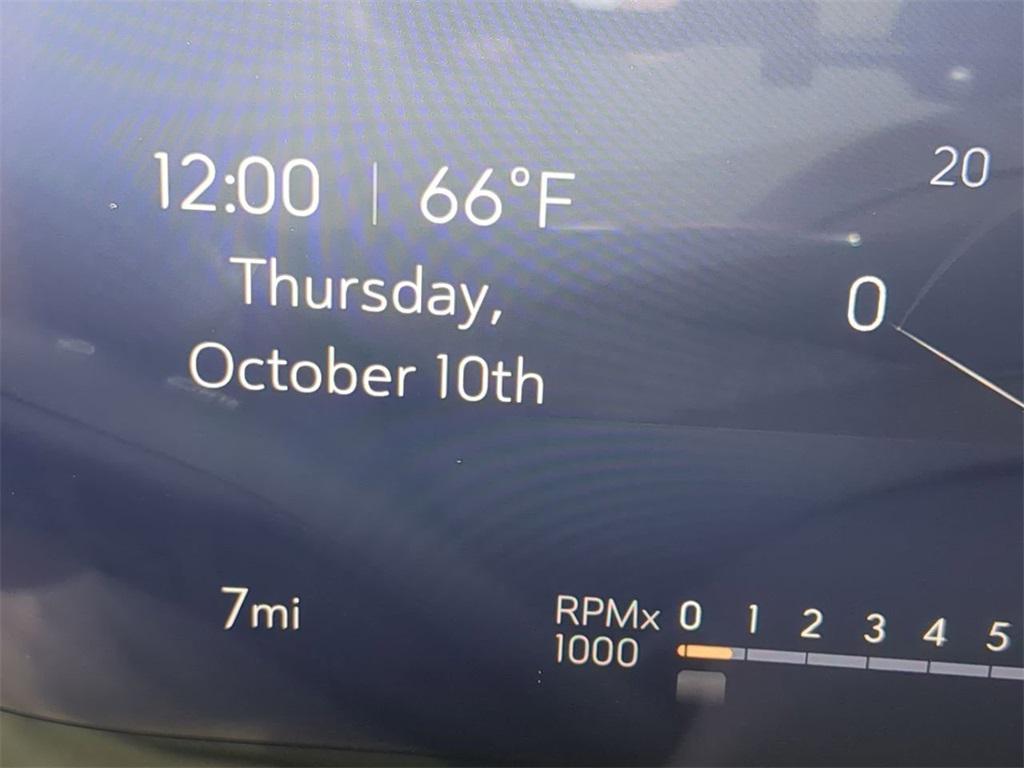 12:00 | 66°F
Thursday,
October 10th
20
0
7mi
RPMx 0 1 2 3 4 5
1000